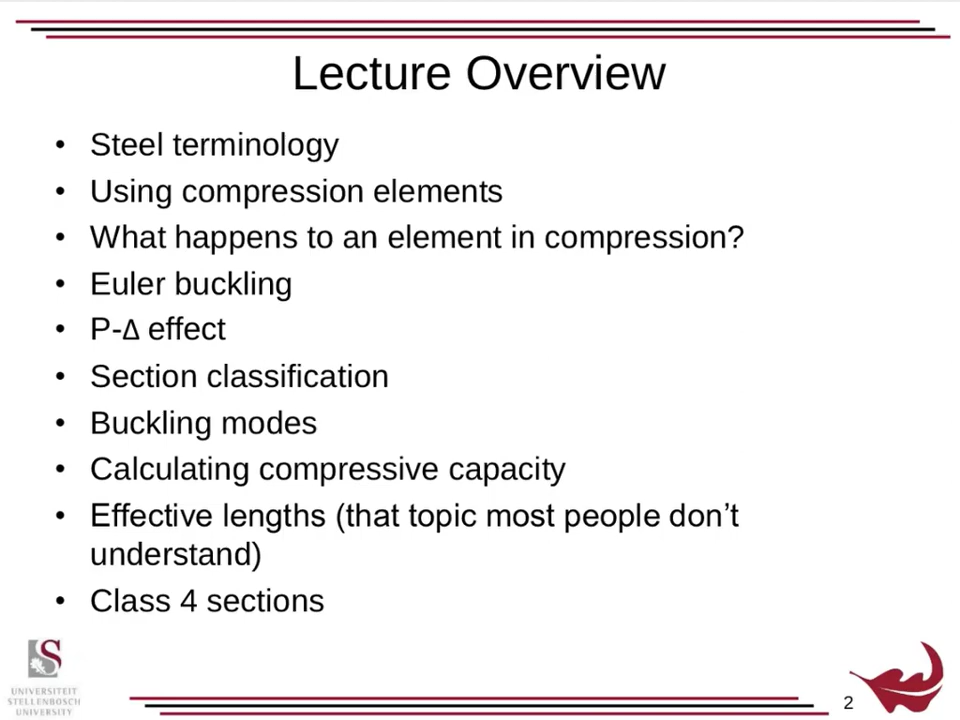 Lecture Overview
• Steel terminology
• Using compression elements
• What happens to an element in compression?
• Euler buckling
• P-Δ effect
• Section classification
• Buckling modes
• Calculating compressive capacity
• Effective lengths (that topic most people don’t
understand)
• Class 4 sections
S
UNIVERSITEIT
STELLENBOSCH
UNIVERSITY
2